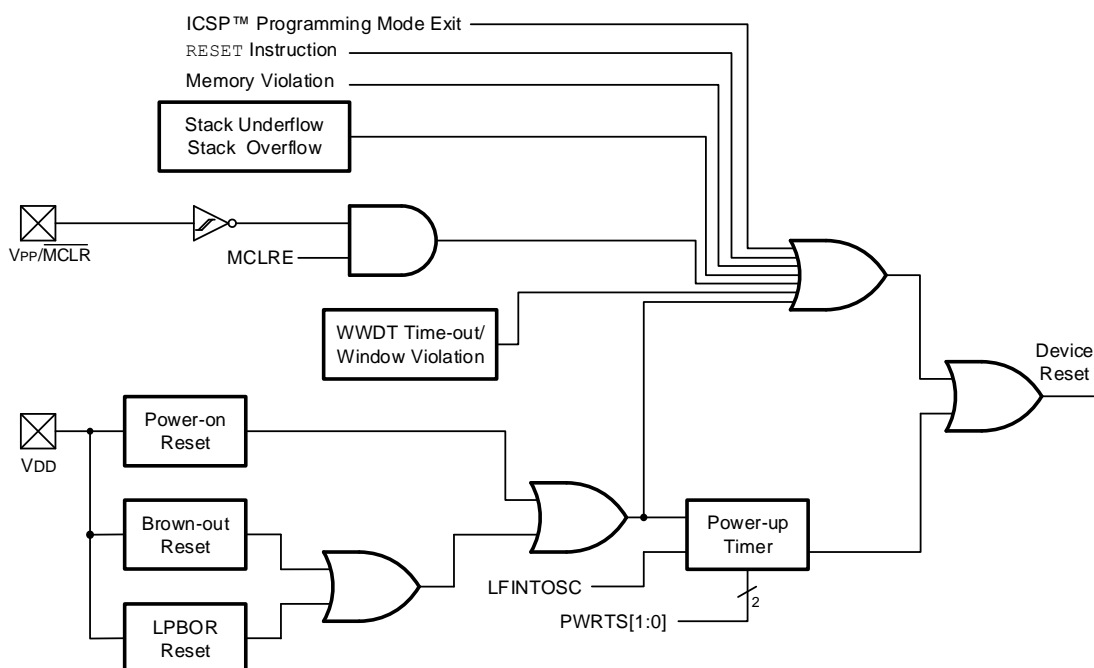 ICSP™ Programming Mode Exit
RESET Instruction
Memory Violation
Stack Underflow
Stack Overflow
VPP/MCLR
MCLRE
WWDT Time-out/
Window Violation
Device
Reset
Power-on
Reset
VDD
Brown-out
Reset
Power-up
Timer
LFINTOSC
2
PWRTS[1:0]
LPBOR
Reset